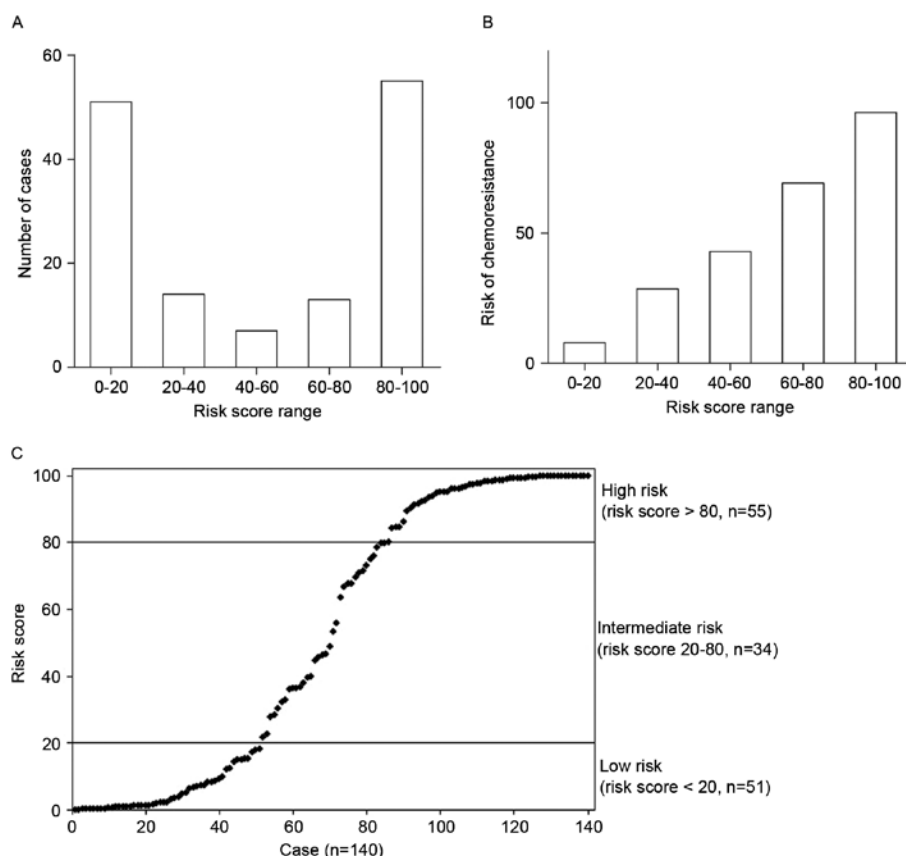 A
Number of cases
60
40
20
0
0-20 20-40 40-60 60-80 80-100
Risk score range
B
Risk of chemoresistance
100
50
0
0-20 20-40 40-60 60-80 80-100
Risk score range
C
Risk score
100
80
60
40
20
0
0 20 40 60 80 100 120 140
Case (n=140)
High risk
(risk score > 80, n=55)
Intermediate risk
(risk score 20-80, n=34)
Low risk
(risk score < 20, n=51)